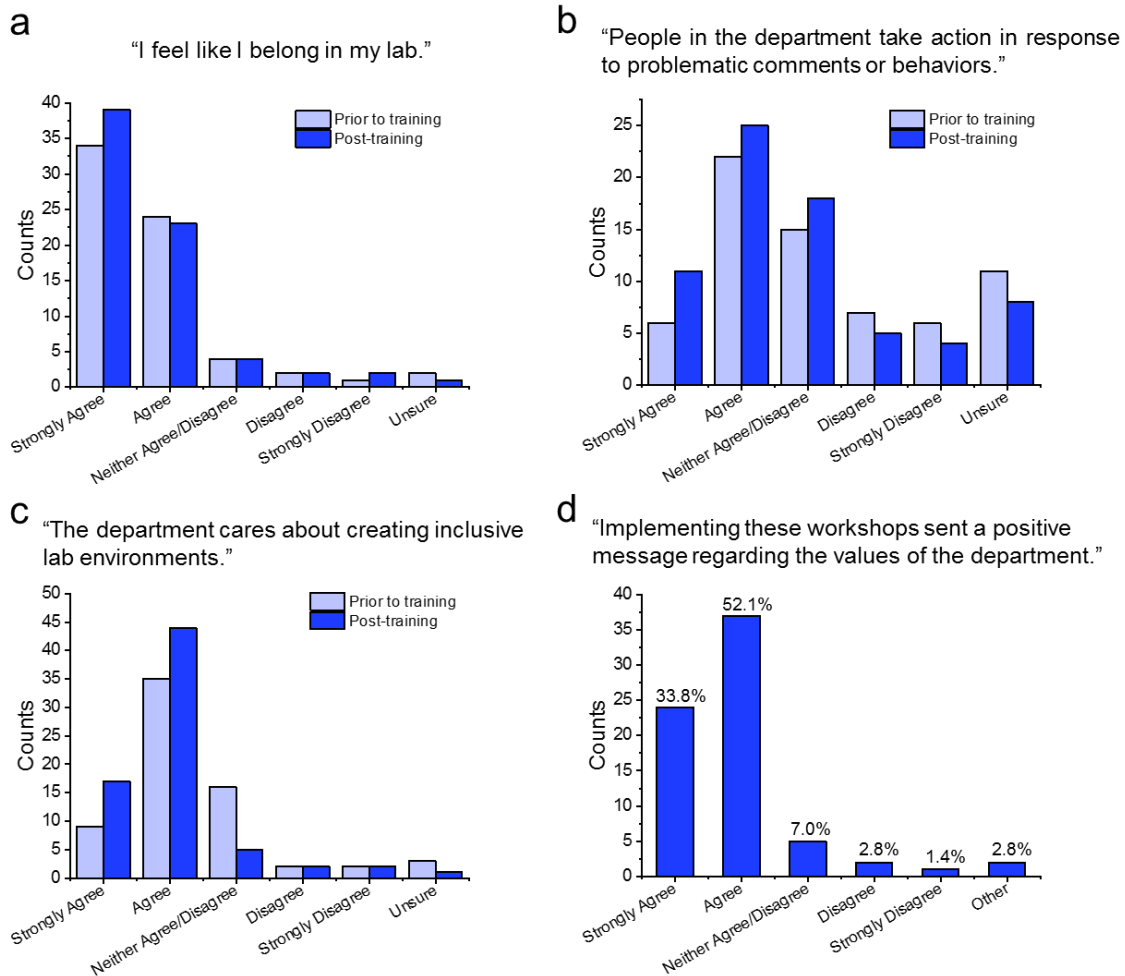 a
“I feel like I belong in my lab.”
40
35
30
25
20
15
10
5
0
Counts
Prior to training
Post-training
Strongly Agree
Agree
Neither Agree/Disagree
Disagree
Strongly Disagree
Unsure
b
“People in the department take action in response
to problematic comments or behaviors.”
25
20
15
10
5
0
Counts
Prior to training
Post-training
Strongly Agree
Agree
Neither Agree/Disagree
Disagree
Strongly Disagree
Unsure
c
“The department cares about creating inclusive
lab environments.”
50
45
40
35
30
25
20
15
10
5
0
Counts
Prior to training
Post-training
Strongly Agree
Agree
Neither Agree/Disagree
Disagree
Strongly Disagree
Unsure
d
“Implementing these workshops sent a positive
message regarding the values of the department.”
40
35
30
25
20
15
10
5
0
Counts
33.8%
52.1%
7.0%
2.8%
1.4%
2.8%
Strongly Agree
Agree
Neither Agree/Disagree
Disagree
Strongly Disagree
Other